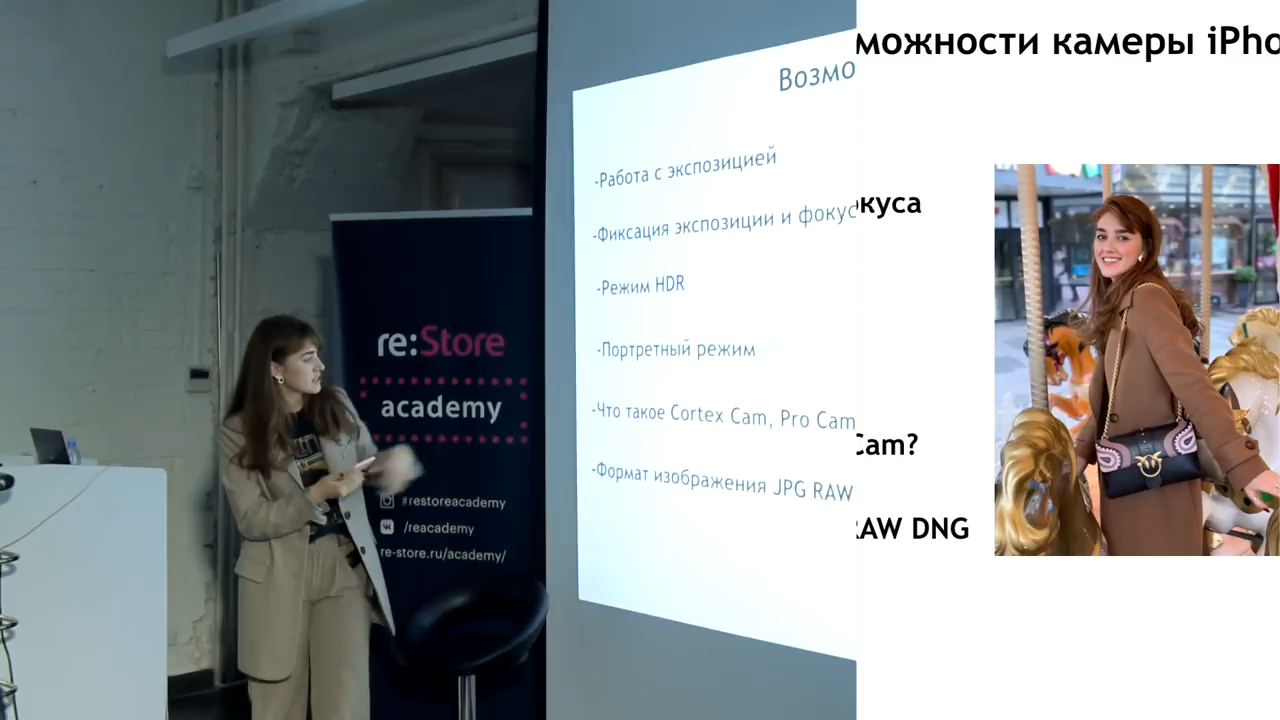 Возмо
-Работа с экспозицией
-Фиксация экспозиции и фокус
-Режим HDR
-Портретный режим
-Что такое Cortex Cam, Pro Cam
-Формат изображения JPG RAW
re:Store
academy
#restoreacademy
/reacademy
re-store.ru/academy/
можности камеры iPho
окуса
Cam?
RAW DNG